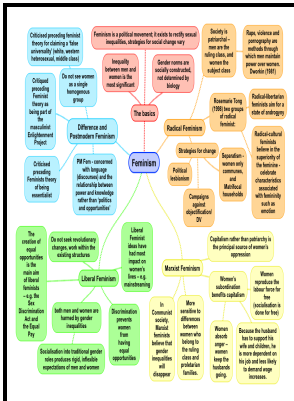 Criticised preceding feminist
theory for claiming a 'false
universality' (white, western
heterosexual, middle class)
Feminism is a political movement; it exists to rectify sexual
inequalities, strategies for social change vary
Society is
patriarchal –
men are the
ruling class,
and women
the subject
class
Rape, violence and
pornography are
methods through
which men maintain
power over women.
Dworkin (1981)
Do not see women
as a single
homogenous
group
Inequality
between men and
women is the
most significant
Gender norms are
socially constructed,
not determined by
biology
Critiqued
preceding
Feminist
theory as
being part of
the
masculinist
Enlightenment
Project
The basics
Difference and
Postmodern Feminism
Radical Feminism
Rosemarie Tong
(1998) two groups
of radical
feminist:
Radical-libertarian
feminists aim for a
state of androgyny
Radical-cultural
feminists
believe in the
superiority of
the feminine -
celebrate
characteristics
associated with
femininity such
as emotion
Criticised
preceding
Feminist
theory of
being
essentialist
PM Fem - concerned with
language
(discourses) and the
relationship between
power and knowledge
rather than 'politics
and opportunities'
Feminism
Strategies for change
Political
lesbianism
Separatism –
women only
communes,
and
Matrifocal
households
Campaigns
against
objectification/
DV
The
creation of
equal
opportunities
is the main
aim of liberal
feminists
– e.g. the
Sex
Discrimination
Act and the
Equal Pay
Do not seek revolutionary
changes, work within the
existing structures
Liberal
Feminist
ideas have
had most
impact on
women's
lives – e.g.
mainstreaming
Liberal Feminism
both men and women are
harmed by gender
inequalities
Discrimination
prevents
women
from
having
equal
opportunities
Socialisation into traditional gender
roles produces rigid, inflexible
expectations of men and women
Capitalism rather than patriarchy is
the principal source of women's
oppression
Marxist Feminism
Women's
subordination
benefits capitalism
Women
reproduce the
labour force for
free
(socialisation is
done for free)
In
Communist
society,
Marxist
feminists
believe that
gender
inequalities
will
disappear
More
sensitive to
differences
between
women who
belong to
the ruling
class and
proletarian
families.
Women
absorb
anger –
women
keep the
husbands
going.
Because the husband
has to support his
wife and children, he
is more dependent on
his job and less likely
to demand wage
increases.